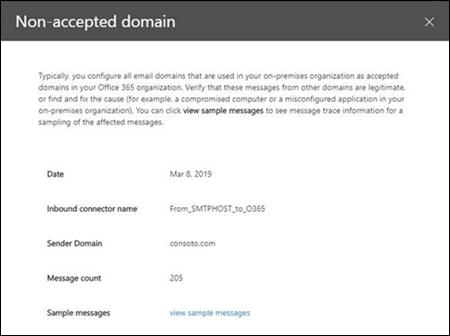 Non-accepted domain
Typically, you configure all email domains that are used in your on-premises organization as accepted
domains in your Office 365 organization. Verify that these messages from other domains are legitimate,
or find and fix the cause (for example, a compromised computer or a misconfigured application in your
on-premises organization). You can click view sample messages to see message trace information for a
sampling of the affected messages.
Date Mar 8, 2019
Inbound connector name From_SMTPHOST_to_O365
Sender Domain consoto.com
Message count 205
Sample messages view sample messages